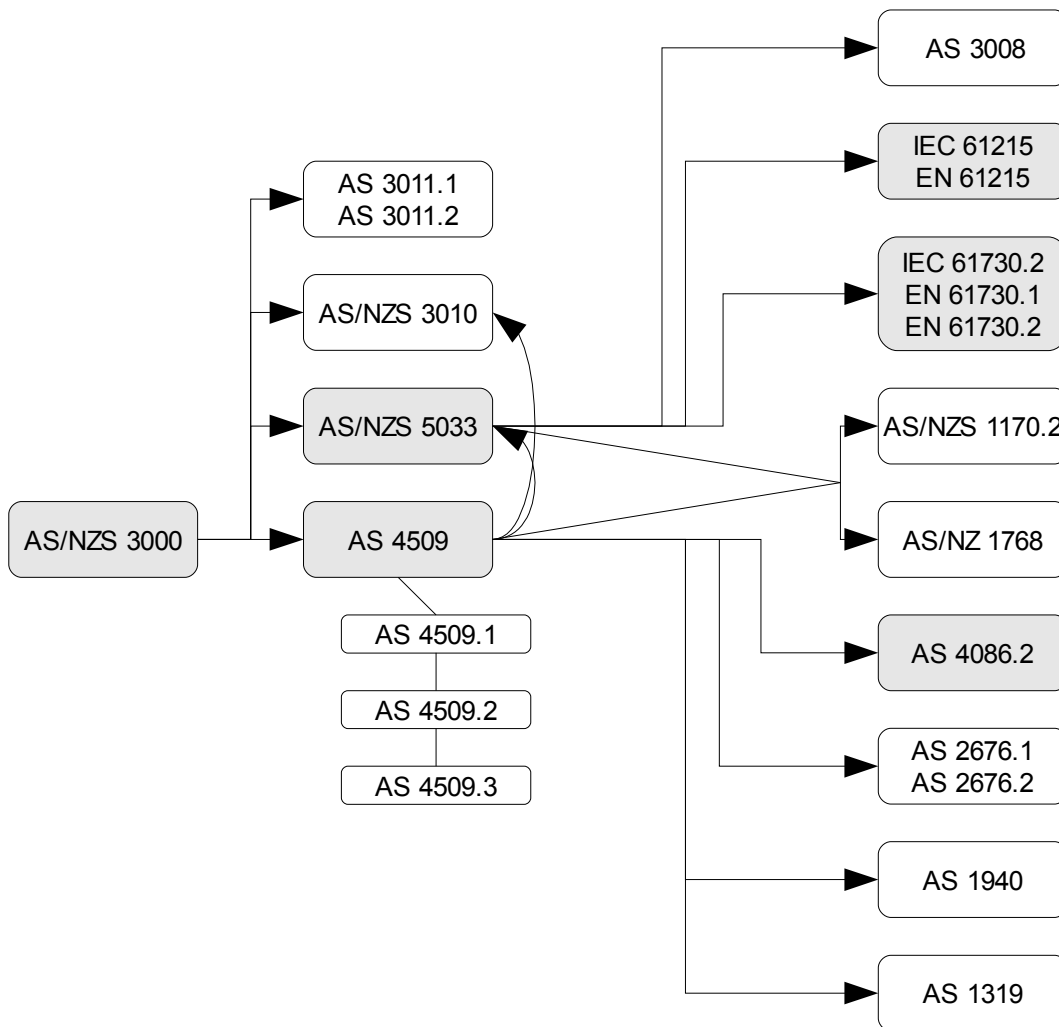 AS 3008
IEC 61215
EN 61215
AS 3011.1
AS 3011.2
IEC 61730.2
EN 61730.1
EN 61730.2
AS/NZS 3010
AS/NZS 5033
AS/NZS 1170.2
AS/NZS 3000
AS 4509
AS/NZ 1768
AS 4509.1
AS 4086.2
AS 4509.2
AS 2676.1
AS 2676.2
AS 4509.3
AS 1940
AS 1319